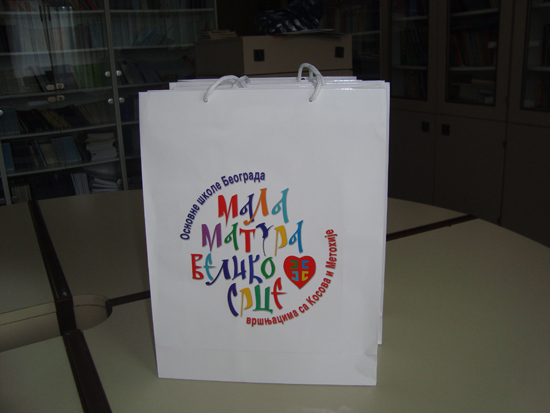 Основне школе Београда
Мала
Матура
Велико
Срце
вршњацима са Косова и Метохије